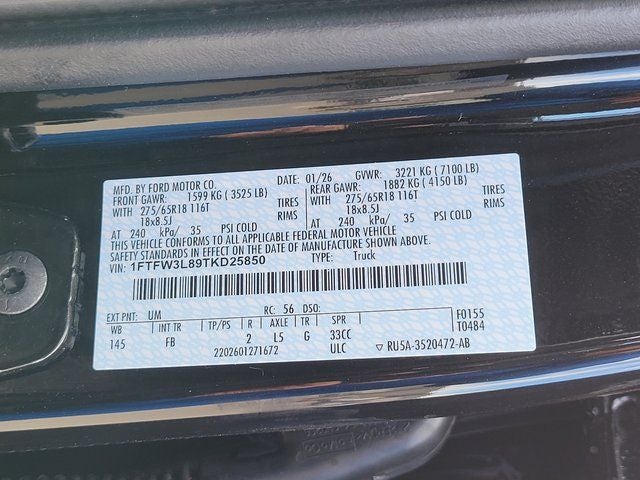 MFD. BY FORD MOTOR CO. DATE: 01/26 GVWR: 3221 KG ( 7100 LB)
FRONT GAWR: 1599 KG ( 3525 LB) REAR GAWR: 1882 KG ( 4150 LB)
WITH 275/65R18 116T TIRES WITH 275/65R18 116T TIRES
18x8.5J RIMS 18x8.5J RIMS
AT 240 kPa/ 35 PSI COLD AT 240 kPa/ 35 PSI COLD
THIS VEHICLE CONFORMS TO ALL APPLICABLE FEDERAL MOTOR VEHICLE
SAFETY STANDARDS IN EFFECT ON THE DATE OF MANUFACTURE SHOWN ABOVE.
VIN: 1FTFW3L89TKD25850 TYPE: Truck
EXT PNT: UM RC: 56 DSO: F0155
WB INT TR TP/PS R AXLE TR SPR T0484
145 FB 2 L5 G 33CC
2202601271672 ULC ▽ RU5A-3520472-AB